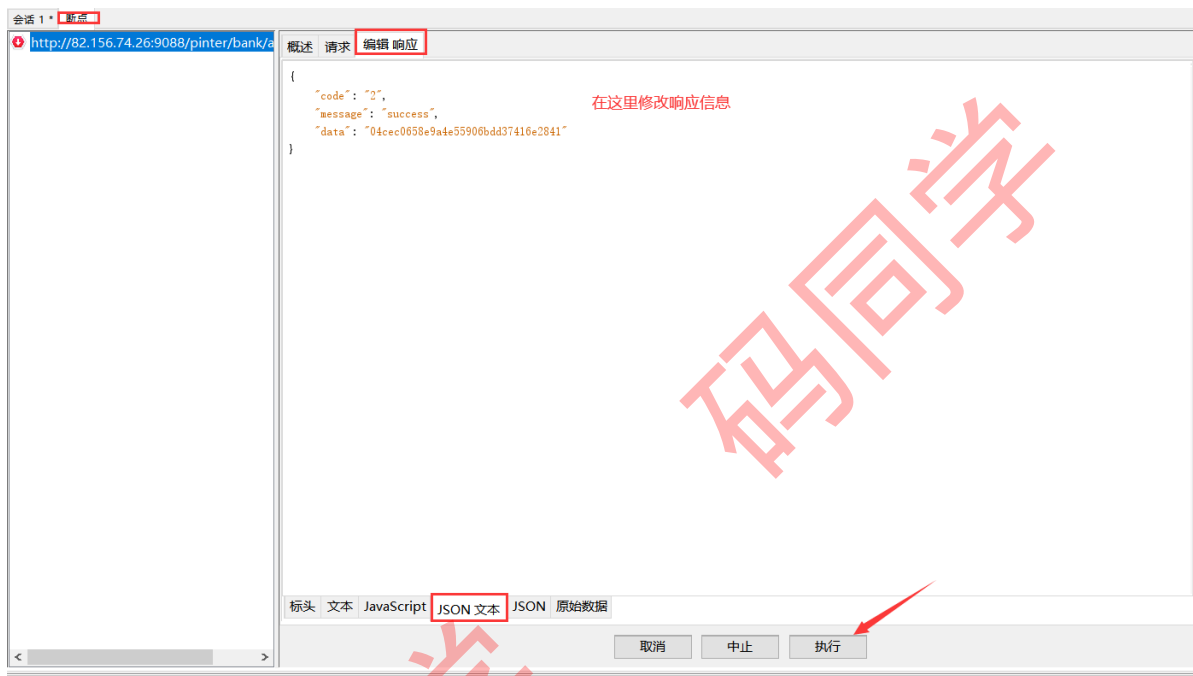 会话 1 * 断点
http://82.156.74.26:9088/pinter/bank/a
概述 请求 编辑 响应
{
"code": "2",
"message": "success",
"data": "04cec0658e9a4e55906bdd37416e2841"
}
在这里修改响应信息
码同学
标头 文本 JavaScript JSON 文本 JSON 原始数据
取消 中止 执行
学